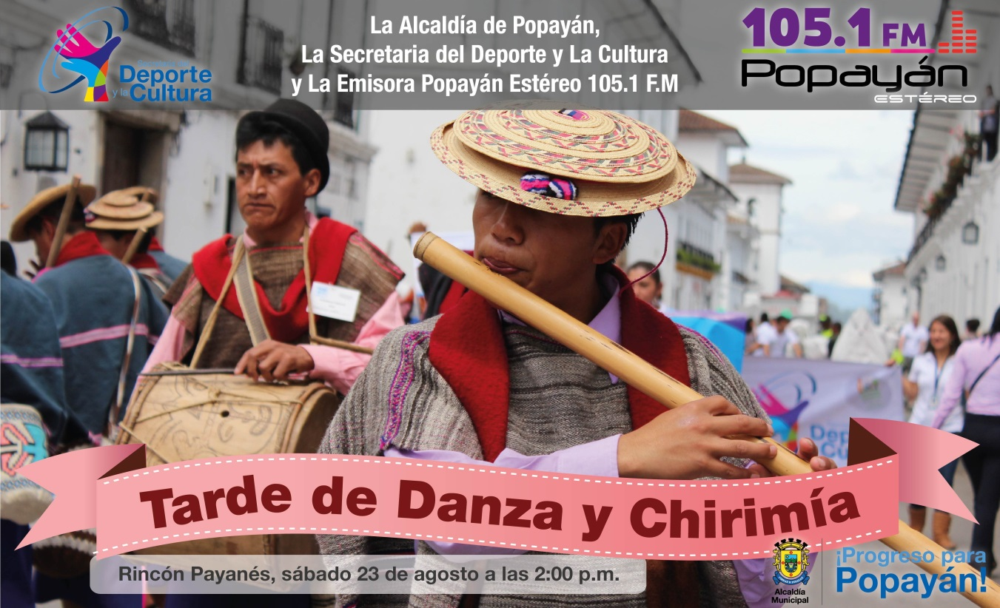 La Alcaldía de Popayán,
La Secretaria del Deporte y La Cultura
y La Emisora Popayán Estéreo 105.1 F.M
Deporte
y la Cultura
105.1 FM
Popayán
ESTÉREO
Deporte
Cultu
Tarde de Danza y Chirimía
Rincón Payanés, sábado 23 de agosto a las 2:00 p.m.
Alcaldía
Municipal
¡Progreso para
Popayán!